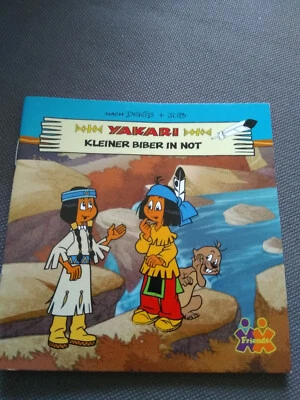 NACH DERIB + JOB
YAKARI
KLEINER BIBER IN NOT
Friends